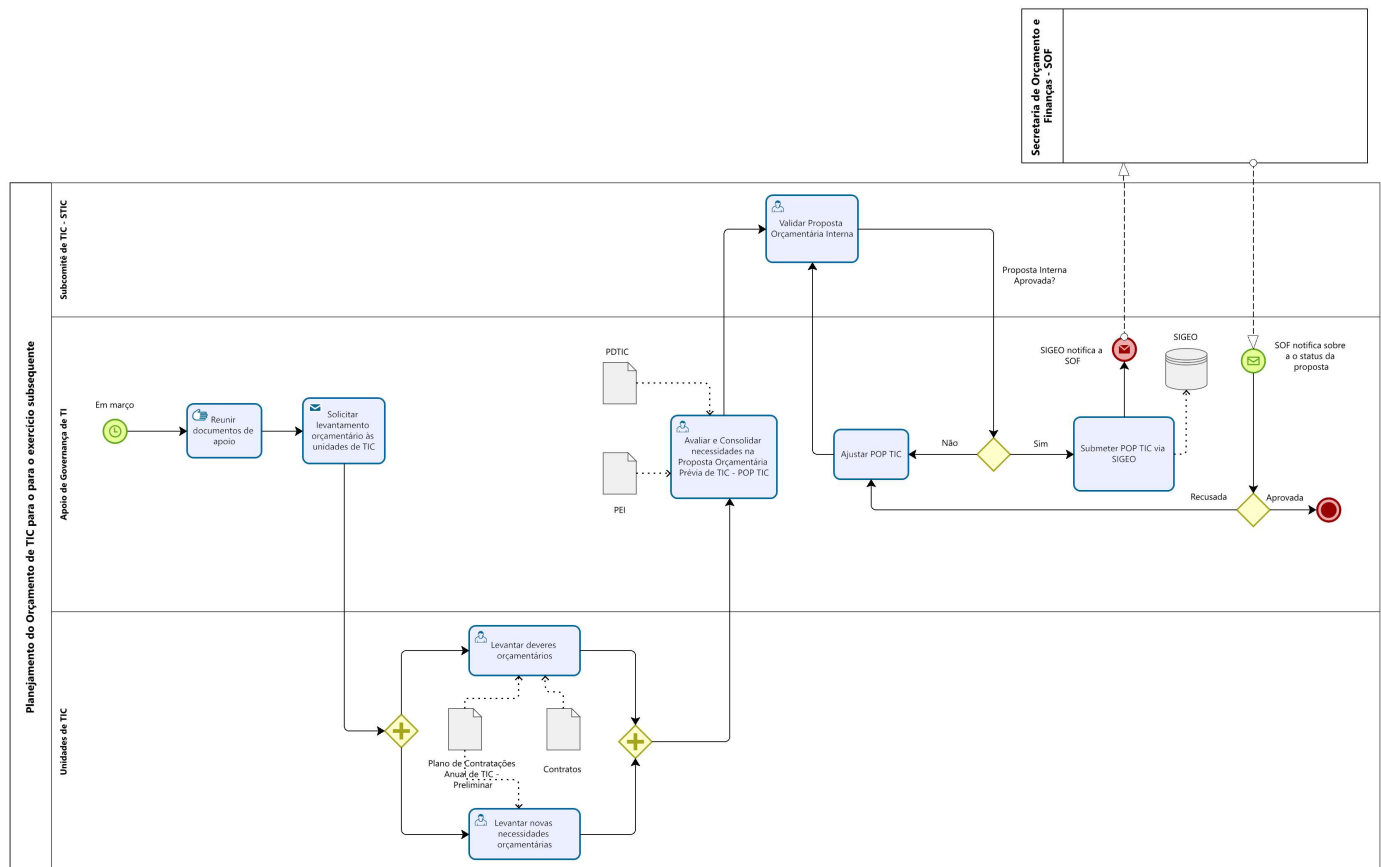 Secretaria de Orçamento e
Finanças - SOF
Planejamento do Orçamento de TIC para o para o exercício subsequente
Subcomitê de TIC - STIC
Validar Proposta
Orçamentária Interna
Proposta Interna
Aprovada?
Apoio de Governança de TI
Em março
Reunir
documentos de
apoio
Solicitar
levantamento
orçamentário às
unidades de TIC
PDTIC
PEI
Avaliar e Consolidar
necessidades na
Proposta Orçamentária
Prévia de TIC - POP TIC
Ajustar POP TIC
Não
Sim
SIGEO notifica a
SOF
SIGEO
Submeter POP TIC via
SIGEO
SOF notifica sobre
a o status da
proposta
Recusada
Aprovada
Unidades de TIC
Levantar deveres
orçamentários
Plano de Contratações
Anual de TIC -
Preliminar
Contratos
Levantar novas
necessidades
orçamentárias